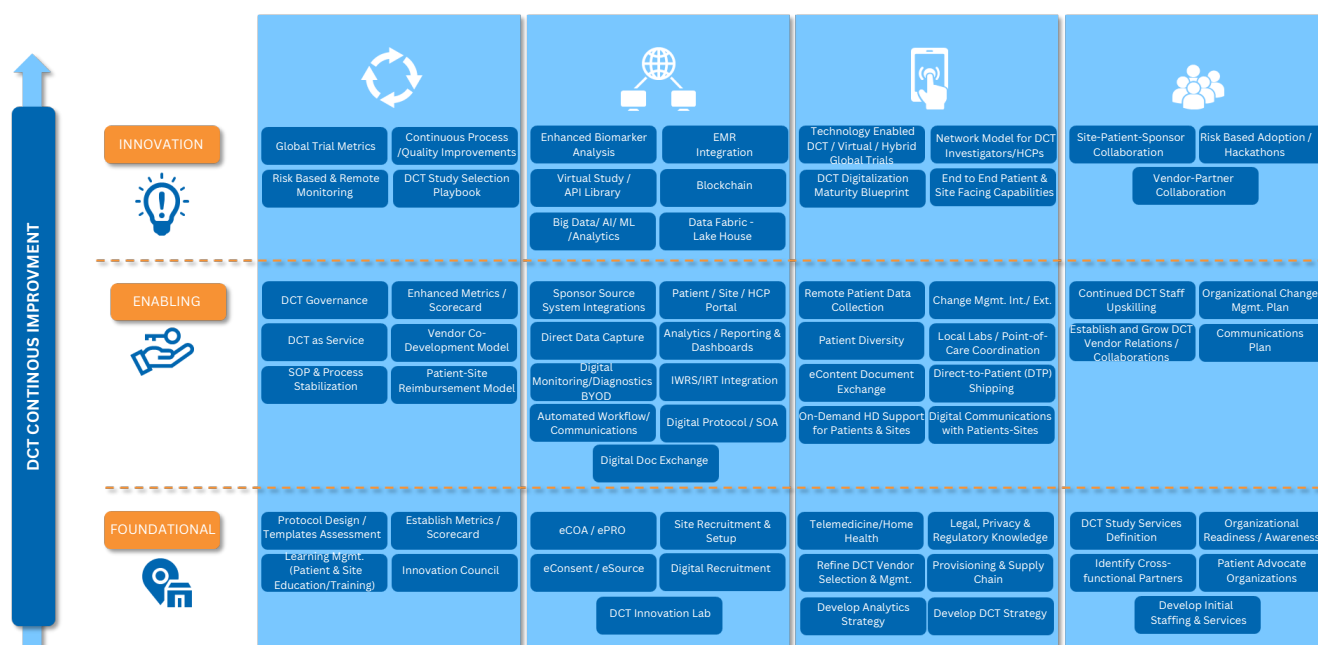 DCT CONTINOUS IMPROVMENT
INNOVATION
Global Trial Metrics
Continuous Process
/Quality Improvements
Risk Based & Remote
Monitoring
DCT Study Selection
Playbook
Enhanced Biomarker
Analysis
EMR
Integration
Virtual Study /
API Library
Blockchain
Big Data/ AI/ ML
/Analytics
Data Fabric -
Lake House
Technology Enabled
DCT / Virtual / Hybrid
Global Trials
Network Model for DCT
Investigators/HCPs
DCT Digitalization
Maturity Blueprint
End to End Patient &
Site Facing Capabilities
Site-Patient-Sponsor
Collaboration
Risk Based Adoption /
Hackathons
Vendor-Partner
Collaboration
ENABLING
DCT Governance
Enhanced Metrics /
Scorecard
DCT as Service
Vendor Co-
Development Model
SOP & Process
Stabilization
Patient-Site
Reimbursement Model
Sponsor Source
System Integrations
Patient / Site / HCP
Portal
Direct Data Capture
Analytics / Reporting &
Dashboards
Digital
Monitoring/Diagnostics
BYOD
IWRS/IRT Integration
Automated Workflow/
Communications
Digital Protocol / SOA
Digital Doc Exchange
Remote Patient Data
Collection
Change Mgmt. Int./ Ext.
Patient Diversity
Local Labs / Point-of-
Care Coordination
eContent Document
Exchange
Direct-to-Patient (DTP)
Shipping
On-Demand HD Support
for Patients & Sites
Digital Communications
with Patients-Sites
Continued DCT Staff
Upskilling
Organizational Change
Mgmt. Plan
Establish and Grow DCT
Vendor Relations /
Collaborations
Communications
Plan
FOUNDATIONAL
Protocol Design /
Templates Assessment
Establish Metrics /
Scorecard
Learning Mgmt.
(Patient & Site
Education/Training)
Innovation Council
eCOA / ePRO
Site Recruitment &
Setup
eConsent / eSource
Digital Recruitment
DCT Innovation Lab
Telemedicine/Home
Health
Legal, Privacy &
Regulatory Knowledge
Refine DCT Vendor
Selection & Mgmt.
Provisioning & Supply
Chain
Develop Analytics
Strategy
Develop DCT Strategy
DCT Study Services
Definition
Organizational
Readiness / Awareness
Identify Cross-
functional Partners
Patient Advocate
Organizations
Develop Initial
Staffing & Services